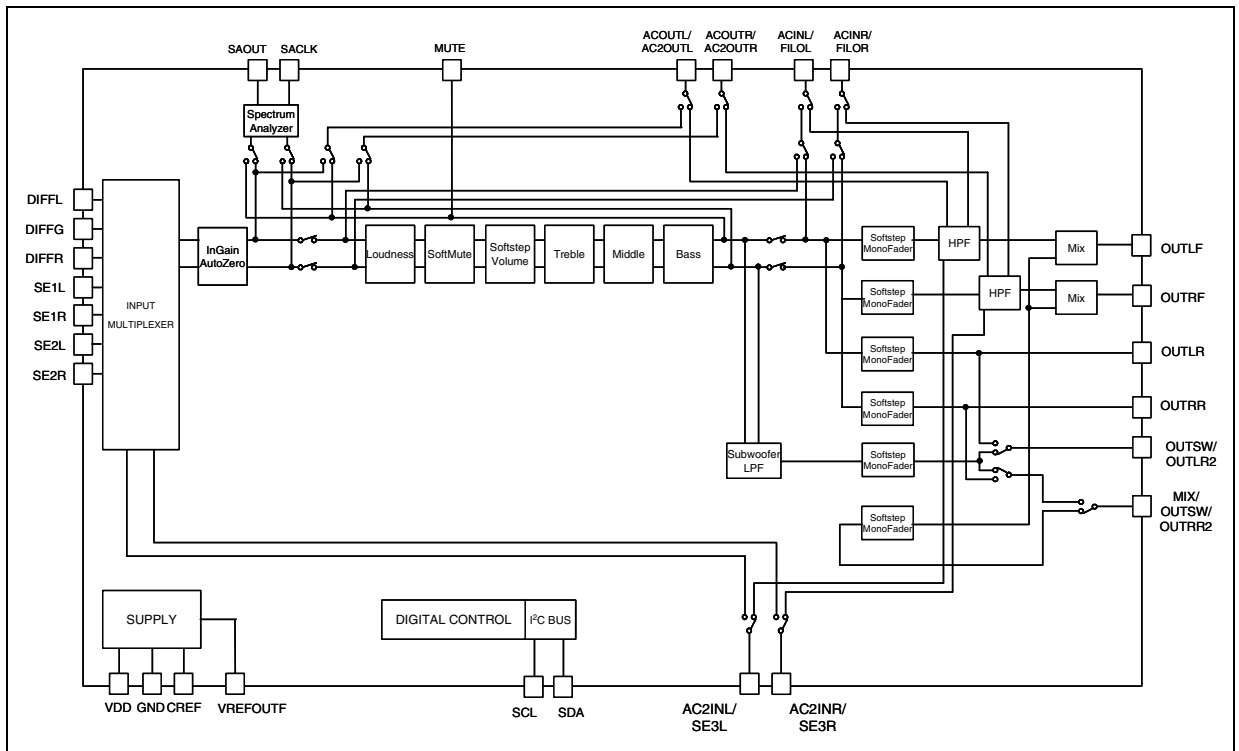 ACOUTL/
AC2OUTL
ACOUTR/
AC2OUTR
ACINL/
FILOL
ACINR/
FILOR
SAOUT
SACLK
MUTE
Spectrum
Analyzer
DIFFL
DIFFG
DIFFR
SE1L
SE1R
SE2L
SE2R
INPUT
MULTIPLEXER
InGain
AutoZero
Loudness
SoftMute
Softstep
Volume
Treble
Middle
Bass
Softstep
MonoFader
HPF
Mix
OUTLF
Softstep
MonoFader
HPF
Mix
OUTRF
Softstep
MonoFader
OUTLR
Softstep
MonoFader
OUTRR
Subwoofer
LPF
Softstep
MonoFader
OUTSW/
OUTLR2
Softstep
MonoFader
MIX/
OUTSW/
OUTRR2
SUPPLY
DIGITAL CONTROL
I²C BUS
VDD
GND
CREF
VREFOUTF
SCL
SDA
AC2INL/
SE3L
AC2INR/
SE3R